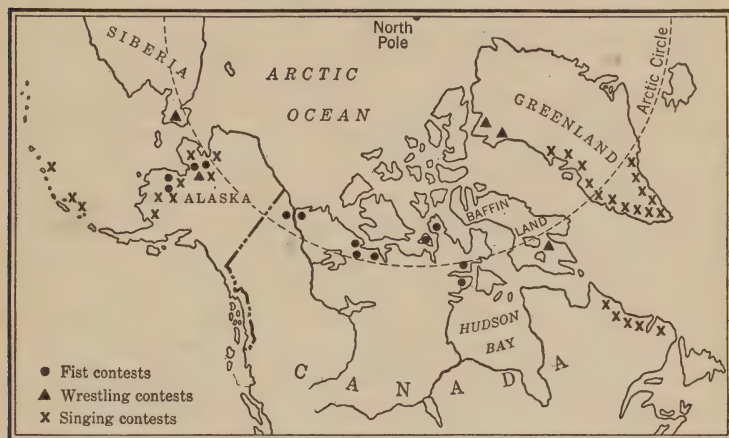 North
Pole
SIBERIA
ARCTIC
OCEAN
Arctic Circle
GREENLAND
ALASKA
BAFFIN
LAND
HUDSON
BAY
CANADA
● Fist contests
▲ Wrestling contests
x Singing contests